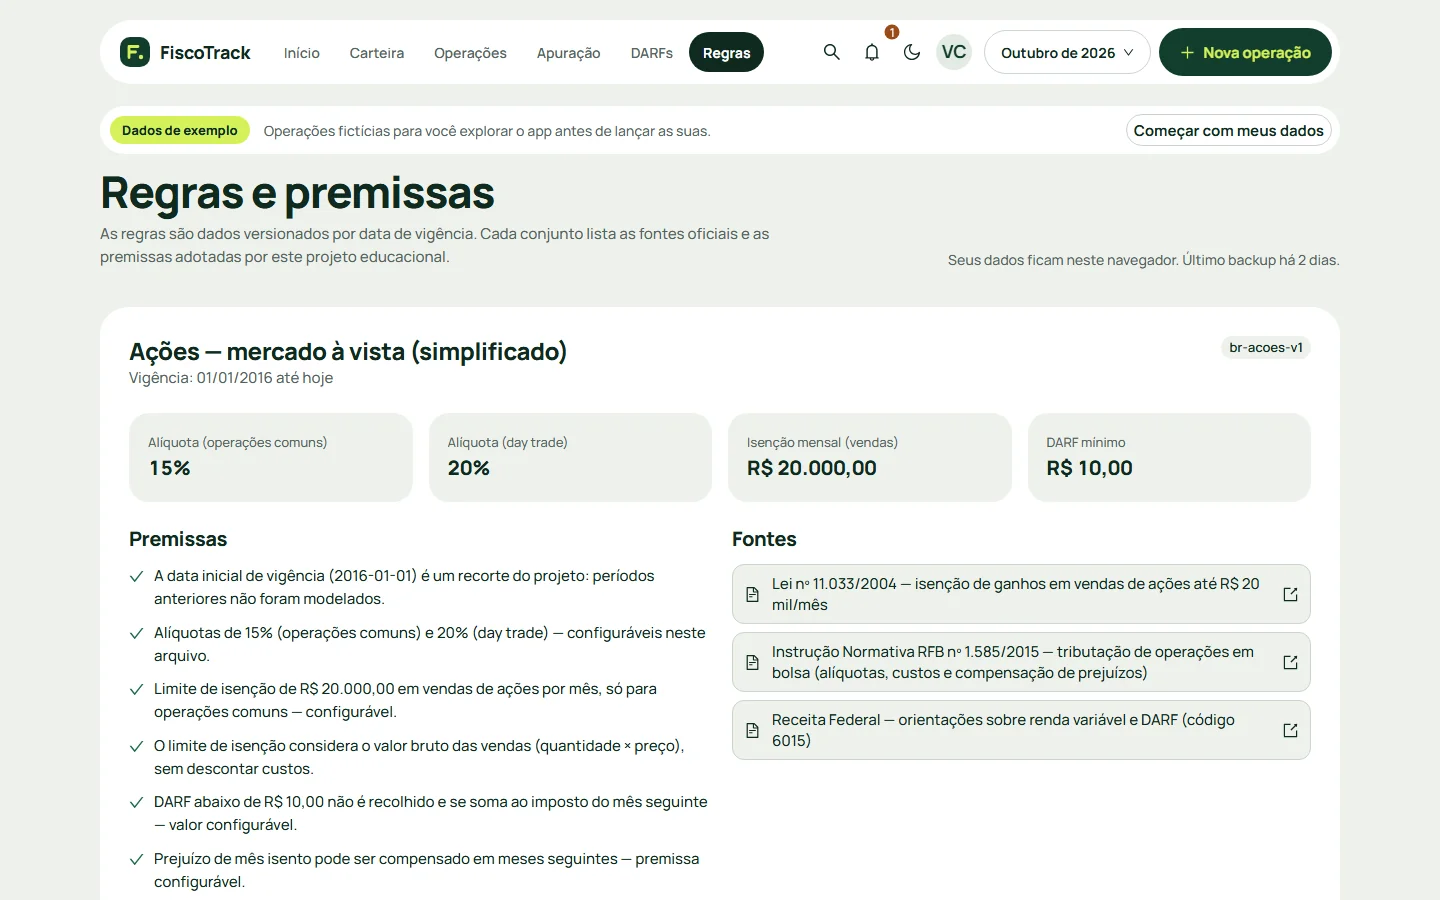 F. FiscoTrack Início Carteira Operações Apuração DARFs Regras 1 VC Outubro de 2026 Nova operação
Dados de exemplo Operações fictícias para você explorar o app antes de lançar as suas. Começar com meus dados
Regras e premissas
As regras são dados versionados por data de vigência. Cada conjunto lista as fontes oficiais e as
premissas adotadas por este projeto educacional.
Seus dados ficam neste navegador. Último backup há 2 dias.
Ações — mercado à vista (simplificado)
br-acoes-v1
Vigência: 01/01/2016 até hoje
Alíquota (operações comuns)
15%
Alíquota (day trade)
20%
Isenção mensal (vendas)
R$ 20.000,00
DARF mínimo
R$ 10,00
Premissas
A data inicial de vigência (2016-01-01) é um recorte do projeto: períodos
anteriores não foram modelados.
Alíquotas de 15% (operações comuns) e 20% (day trade) — configuráveis neste
arquivo.
Limite de isenção de R$ 20.000,00 em vendas de ações por mês, só para
operações comuns — configurável.
O limite de isenção considera o valor bruto das vendas (quantidade × preço),
sem descontar custos.
DARF abaixo de R$ 10,00 não é recolhido e se soma ao imposto do mês seguinte
— valor configurável.
Prejuízo de mês isento pode ser compensado em meses seguintes — premissa
configurável.
Fontes
Lei nº 11.033/2004 — isenção de ganhos em vendas de ações até R$ 20
mil/mês
Instrução Normativa RFB nº 1.585/2015 — tributação de operações em
bolsa (alíquotas, custos e compensação de prejuízos)
Receita Federal — orientações sobre renda variável e DARF (código
6015)